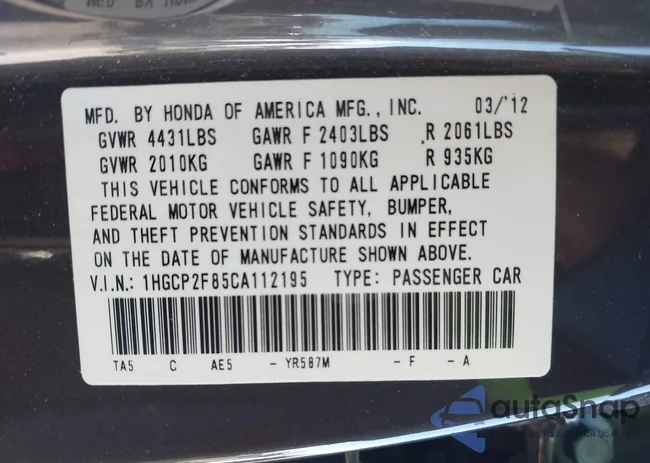 MFD. BY HONDA OF AMERICA MFG., INC. 03/'12
GVWR 4431LBS GAWR F 2403LBS R 2061LBS
GVWR 2010KG GAWR F 1090KG R 935KG
THIS VEHICLE CONFORMS TO ALL APPLICABLE
FEDERAL MOTOR VEHICLE SAFETY, BUMPER,
AND THEFT PREVENTION STANDARDS IN EFFECT
ON THE DATE OF MANUFACTURE SHOWN ABOVE.
V.I.N.: 1HGCP2F85CA112195 TYPE: PASSENGER CAR
TA5 C AE5 - YR587M - F - A
autoSnap